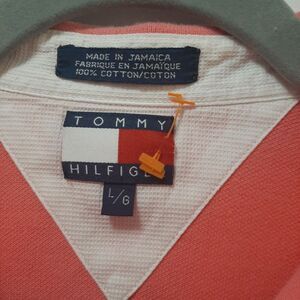 MADE IN JAMAICA
FABRIQUE EN JAMAÏQUE
100% COTTON/COTON
TOMMY
HILFIGE
L/G